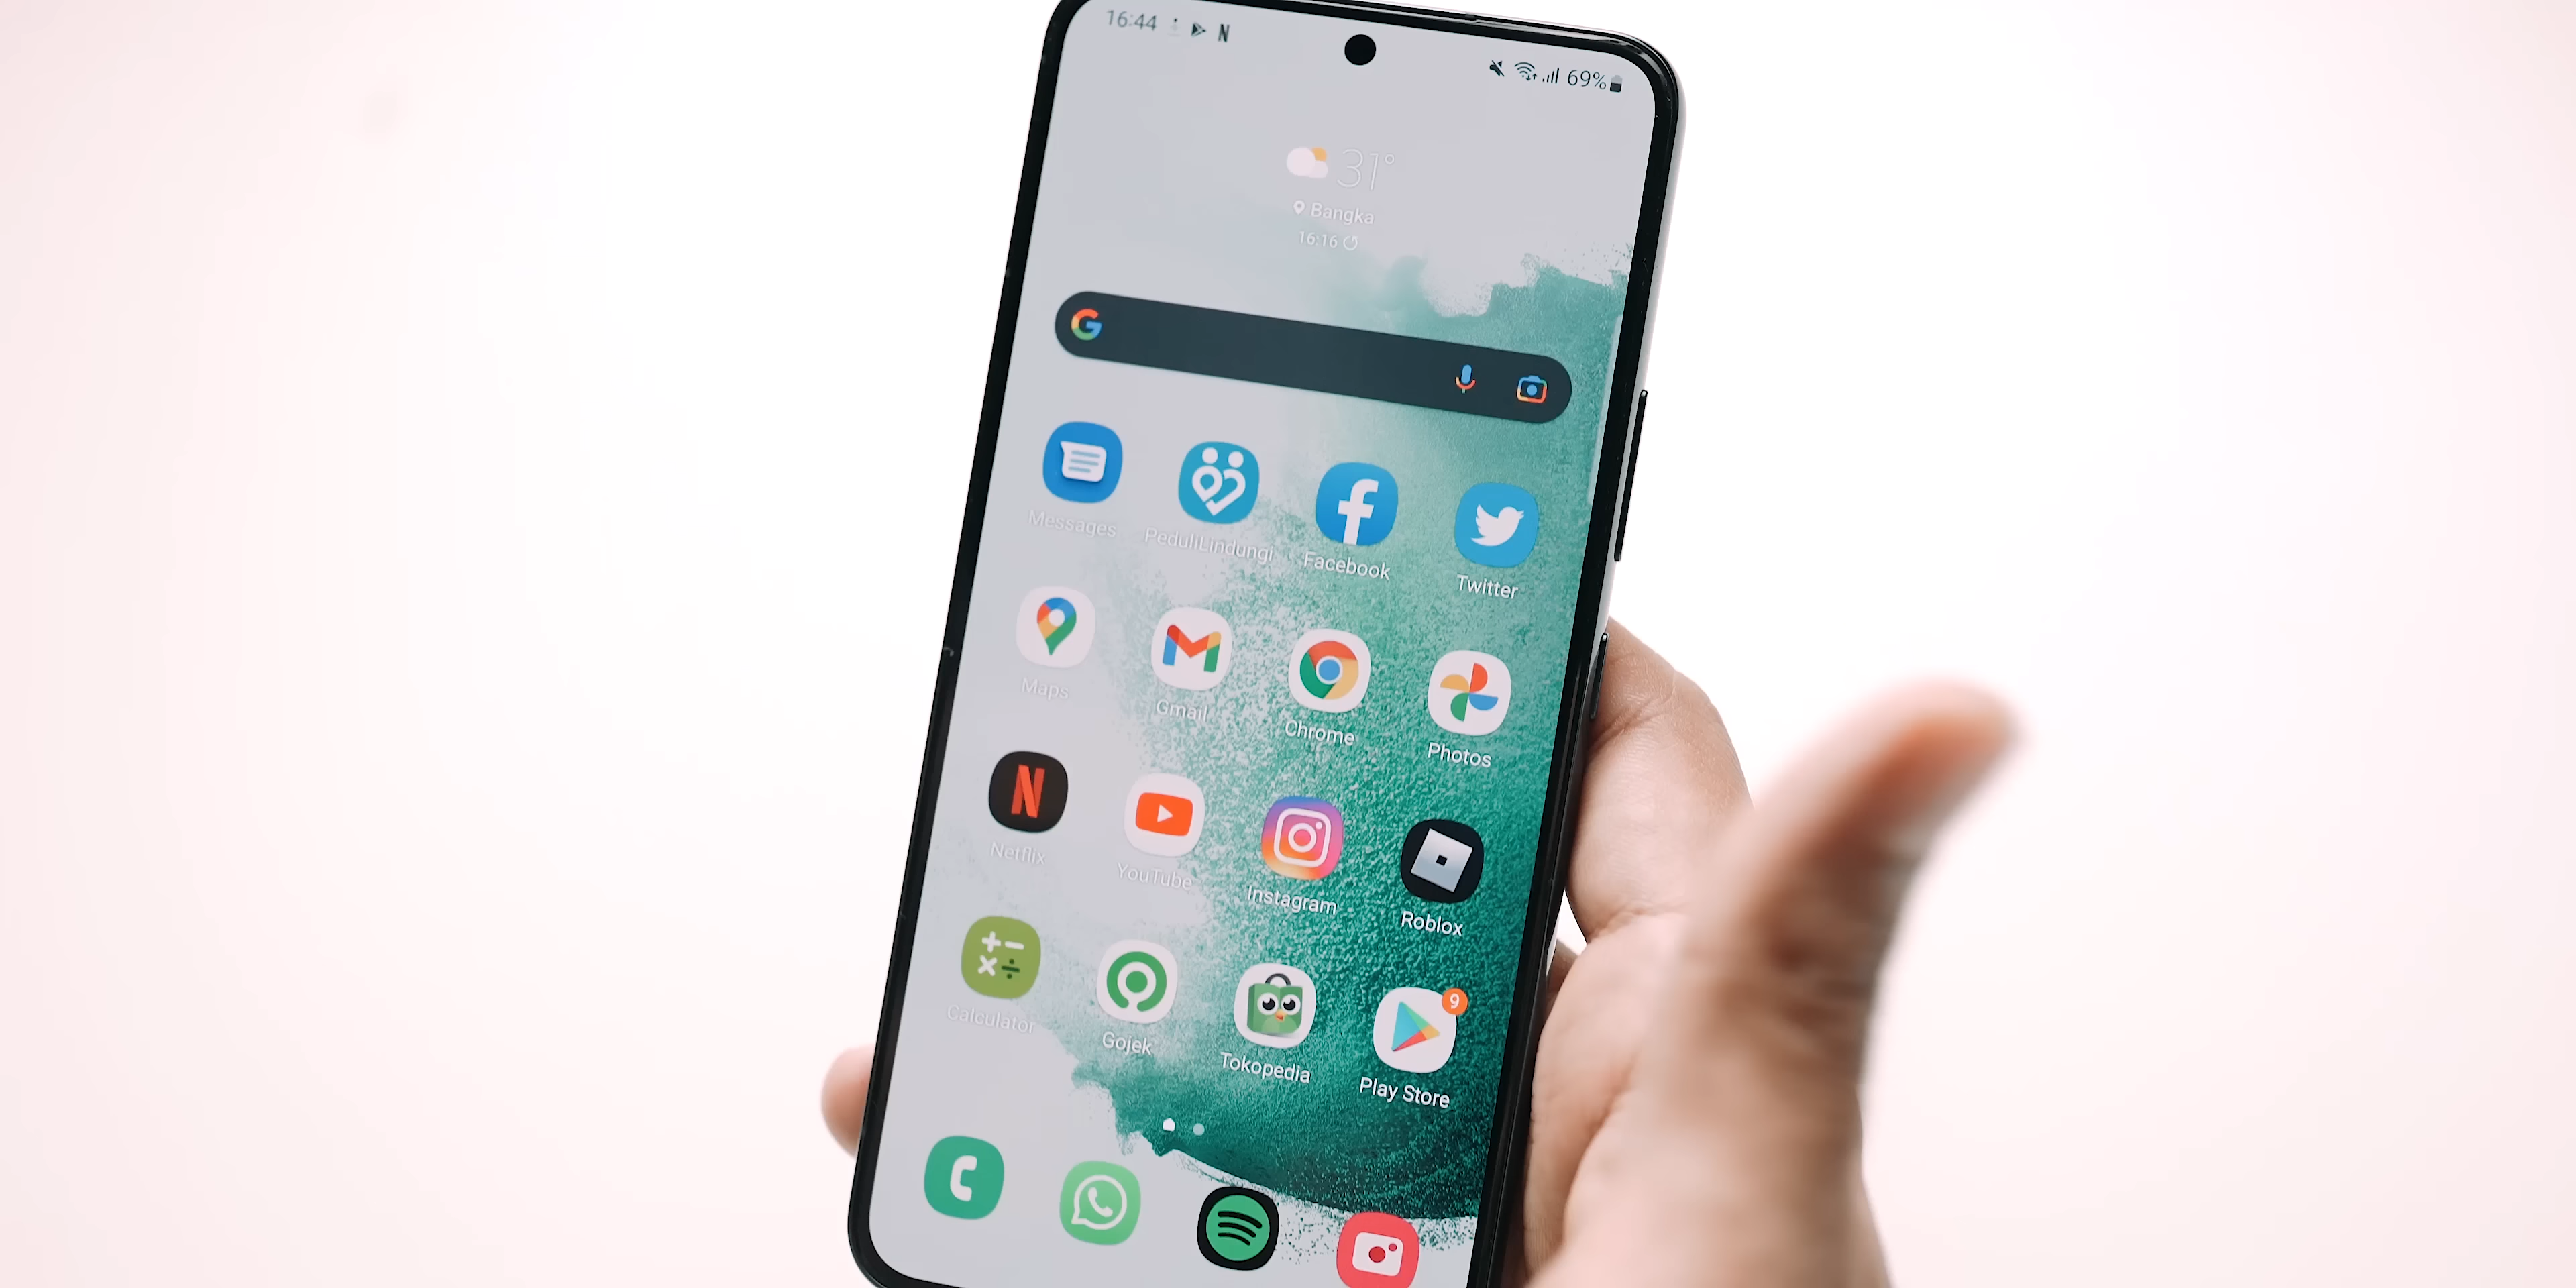 16:44 N
69%
31°
Bangka
16:16
G
Messages PeduliLindungi Facebook Twitter
Maps Gmail Chrome Photos
N
Netflix YouTube Instagram Roblox
9
Calculator Gojek Tokopedia Play Store